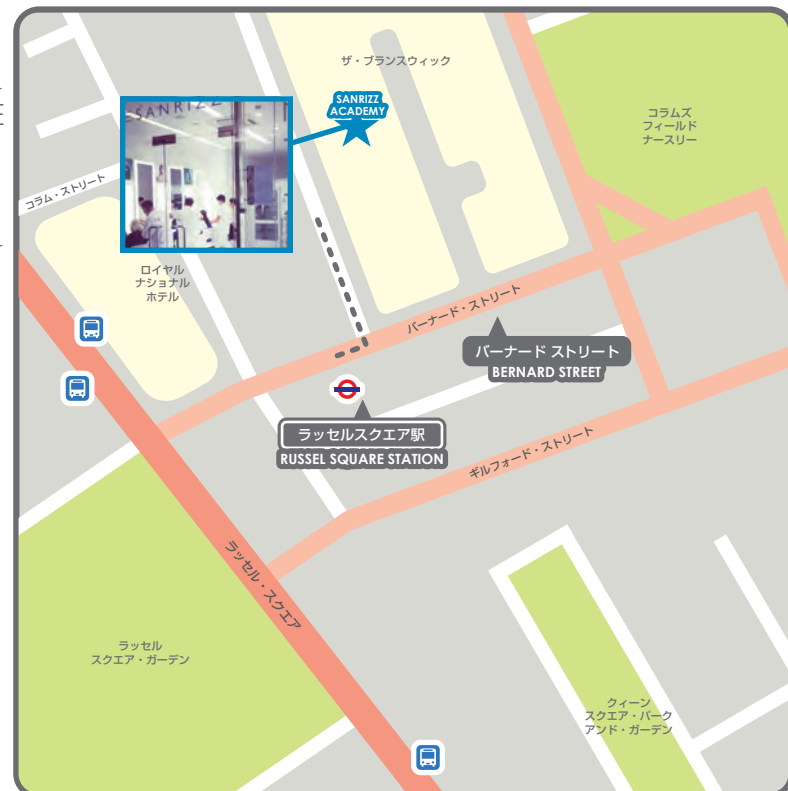 ザ・ブランスウィック
SANRIZZ
ACADEMY
SANRIZZ
コラムズ
フィールド
ナースリー
コラム・ストリート
ロイヤル
ナショナル
ホテル
バーナード・ストリート
バーナード ストリート
BERNARD STREET
ラッセルスクエア駅
RUSSEL SQUARE STATION
ギルフォード・ストリート
ラッセル・スクエア
ラッセル
スクエア・ガーデン
クィーン
スクエア・パーク
アンド・ガーデン